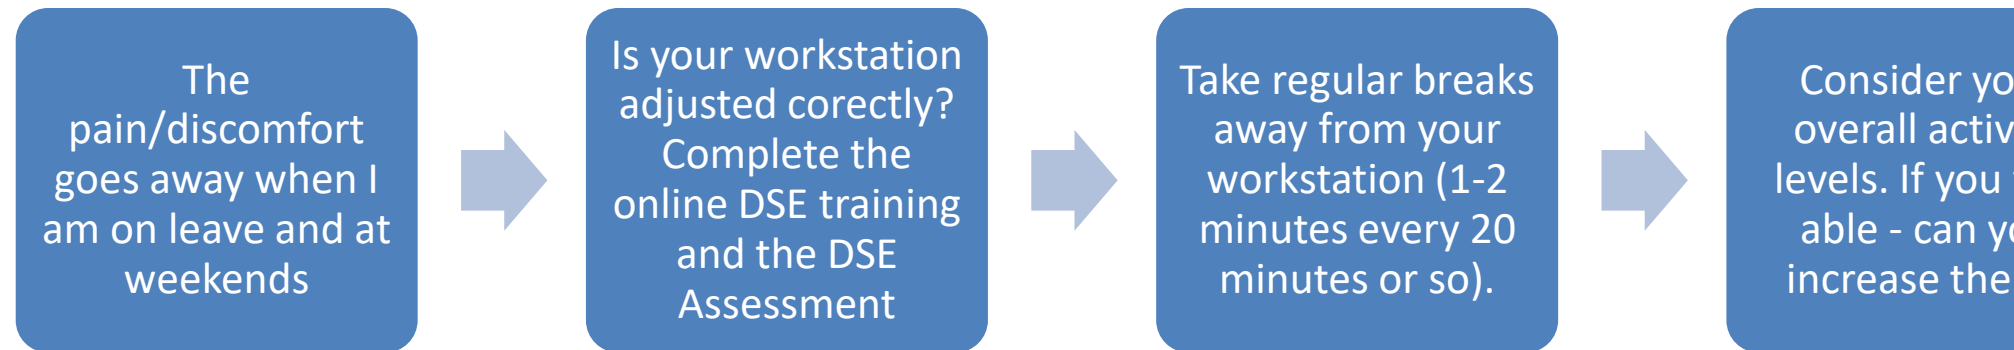 The
pain/discomfort
goes away when I
am on leave and at
weekends
Is your workstation
adjusted corectly?
Complete the
online DSE training
and the DSE
Assessment
Take regular breaks
away from your
workstation (1-2
minutes every 20
minutes or so).
Consider
overall
levels. If you
able - can
increase